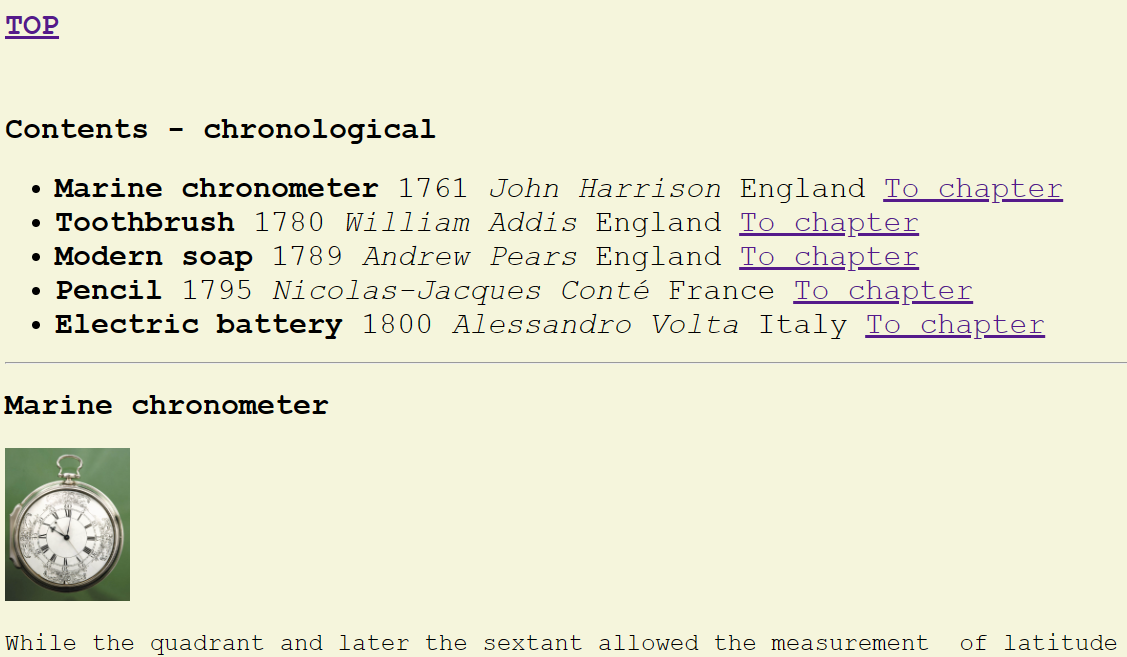 TOP
Contents - chronological
• Marine chronometer 1761 John Harrison England To chapter
• Toothbrush 1780 William Addis England To chapter
• Modern soap 1789 Andrew Pears England To chapter
• Pencil 1795 Nicolas-Jacques Conté France To chapter
• Electric battery 1800 Alessandro Volta Italy To chapter
Marine chronometer
While the quadrant and later the sextant allowed the measurement  of latitude